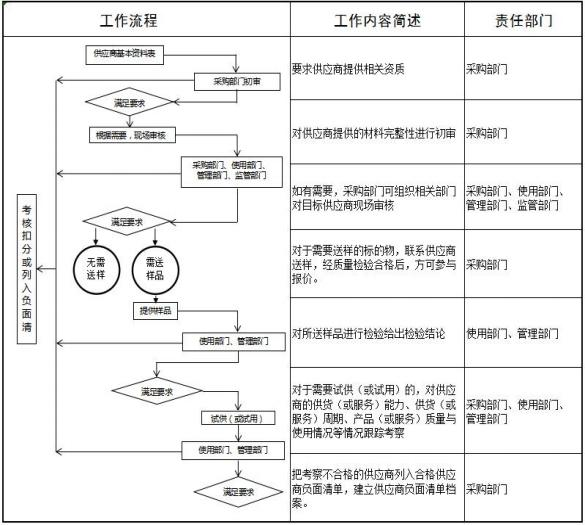 工作流程
工作内容简述
责任部门
供应商基本资料表
采购部门初审
要求供应商提供相关资质
采购部门
满足要求
根据需要，现场审核
对供应商提供的材料完整性进行初审
采购部门
采购部门、使用部门、
管理部门、监管部门
如有需要，采购部门可组织相关部门
对目标供应商现场审核
采购部门、使用部门、
管理部门、监管部门
满足要求
考核扣分或列入负面清
无需
送样
需送
样品
对于需要送样的标的物，联系供应商
送样，经质量检验合格后，方可参与
报价。
采购部门
提供样品
使用部门、管理部门
对所送样品进行检验给出检验结论
使用部门、管理部门
满足要求
试供（或试用）
对于需要试供（或试用）的，对供应
商的供货（或服务）能力、供货（或
服务）周期、产品（或服务）质量与
使用情况等情况跟踪考察
采购部门、使用部门、
管理部门
使用部门、管理部门
满足要求
把考察不合格的供应商列入合格供应
商负面清单，建立供应商负面清单档
案。
采购部门